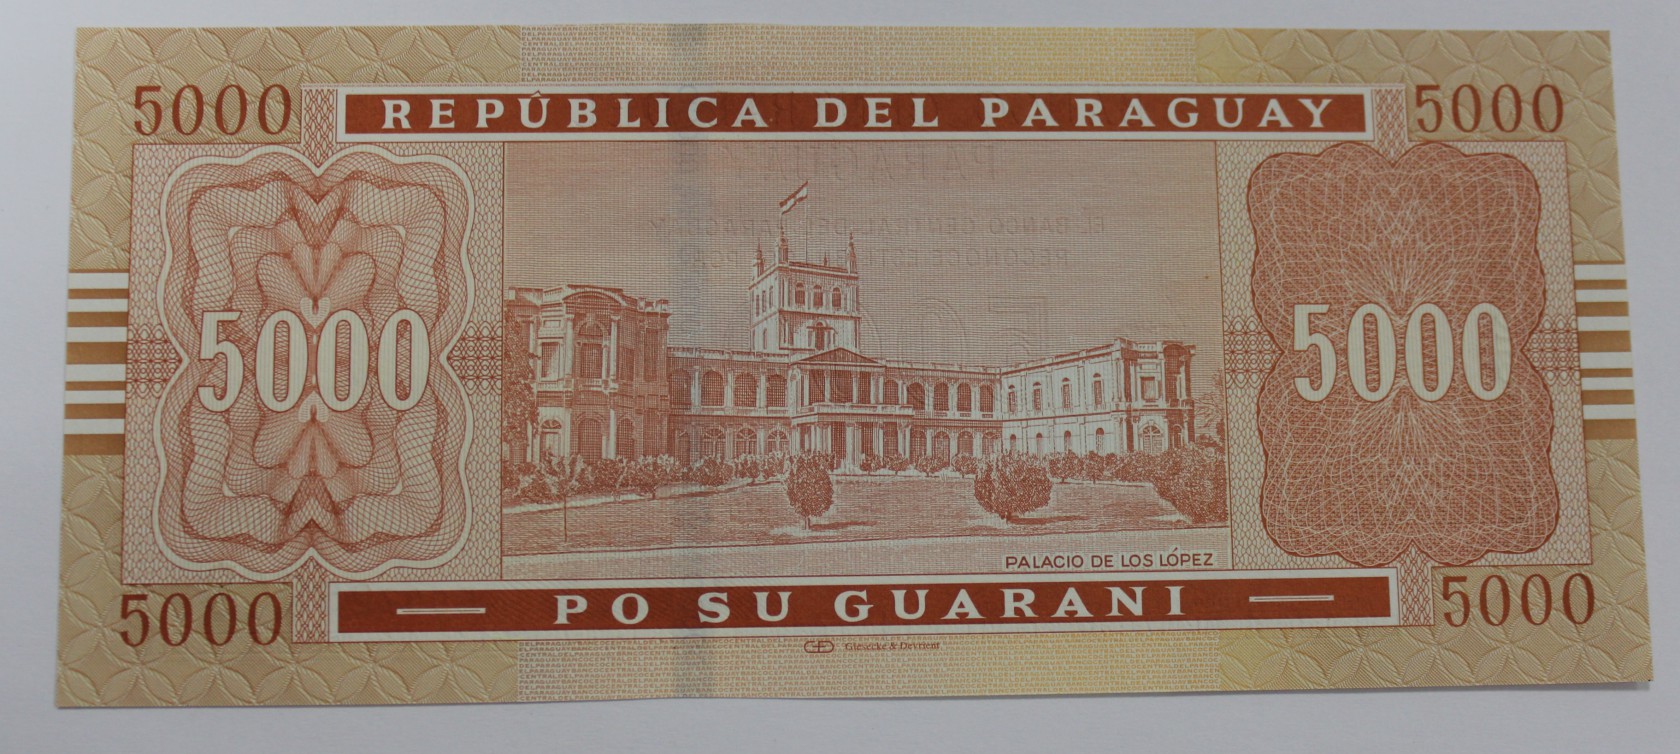 5000 REPÚBLICA DEL PARAGUAY 5000
5000 5000
PALACIO DE LOS LÓPEZ
5000 PO SU GUARANI 5000
Giesecke & Devrient